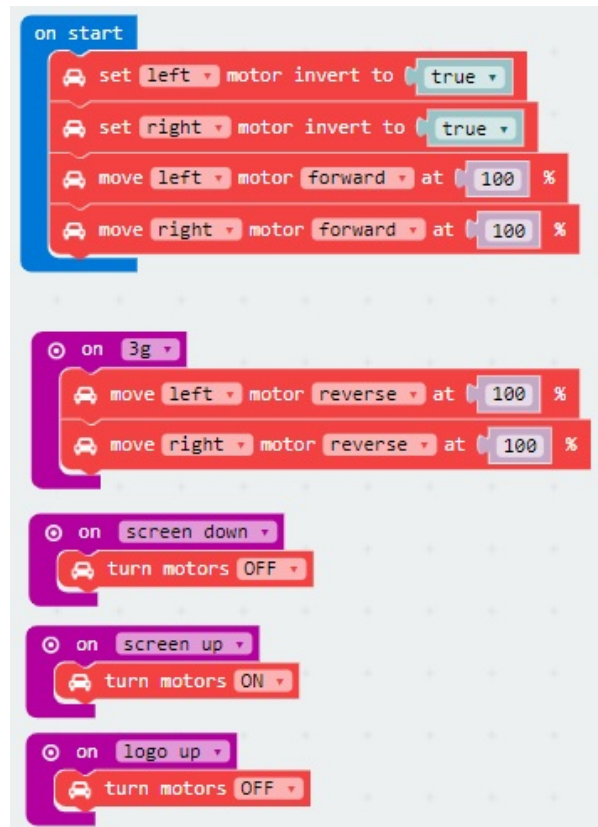 on start
set left motor invert to true
set right motor invert to true
move left motor forward at 100 %
move right motor forward at 100 %
on 3g
move left motor reverse at 100 %
move right motor reverse at 100 %
on screen down
turn motors OFF
on screen up
turn motors ON
on logo up
turn motors OFF